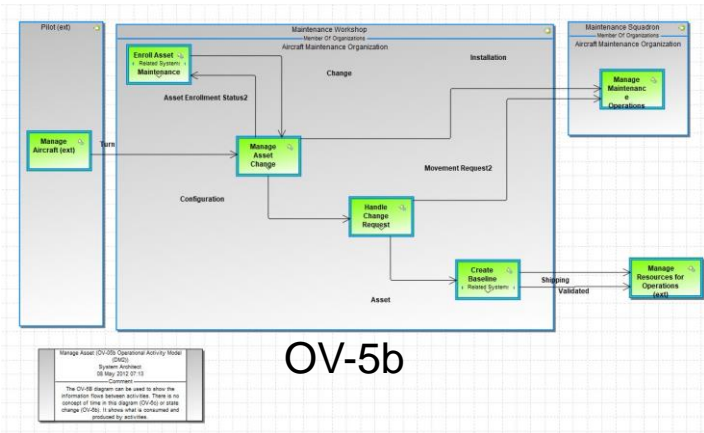 Pilot (ext)
Maintenance Workshop
Member Of Organizations
Aircraft Maintenance Organization
Maintenance Squadron
Member Of Organizations
Aircraft Maintenance Organization
Enroll Asset
Related System
Maintenance
Change
Installation
Asset Enrollment Status2
Manage
Maintenanc
e
Operations
Manage
Aircraft (ext)
Turn
Manage
Asset
Change
Movement Request2
Configuration
Handle
Change
Request
Create
Baseline
Related System
Asset
Shipping
Validated
Manage
Resources for
Operations
(ext)
OV-5b
Manage Asset (OV-05b Operational Activity Model
(DM2))
System Architect
08 May 2012 07:13
Comment
The OV-5B diagram can be used to show the
information flows between activities. There is no
concept of time in this diagram (OV-6c) or state
change (OV-6b). It shows what is consumed and
produced by activities.